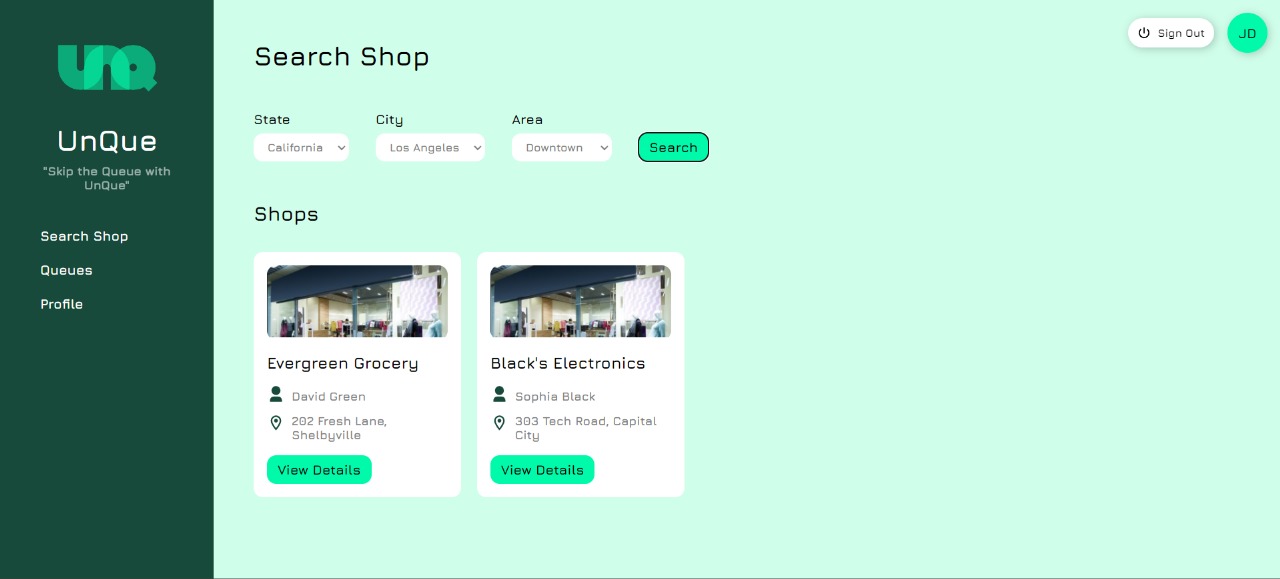 UNQ
UnQue
"Skip the Queue with
UnQue"
Search Shop
Queues
Profile
Sign Out
JD
Search Shop
State
City
Area
California
Los Angeles
Downtown
Search
Shops
Evergreen Grocery
David Green
202 Fresh Lane,
Shelbyville
View Details
Black's Electronics
Sophia Black
303 Tech Road, Capital
City
View Details